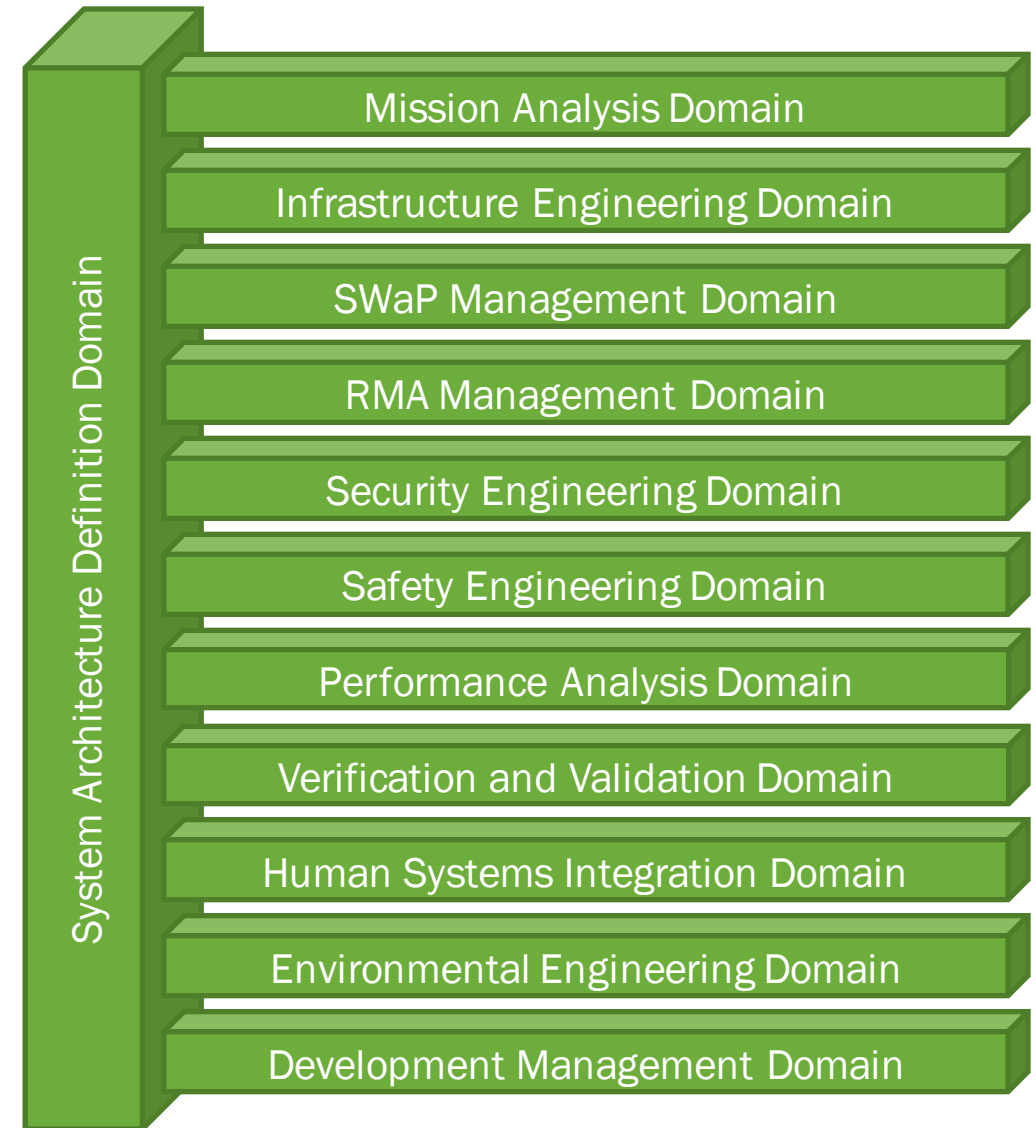 System Architecture Definition Domain
Mission Analysis Domain
Infrastructure Engineering Domain
SWaP Management Domain
RMA Management Domain
Security Engineering Domain
Safety Engineering Domain
Performance Analysis Domain
Verification and Validation Domain
Human Systems Integration Domain
Environmental Engineering Domain
Development Management Domain